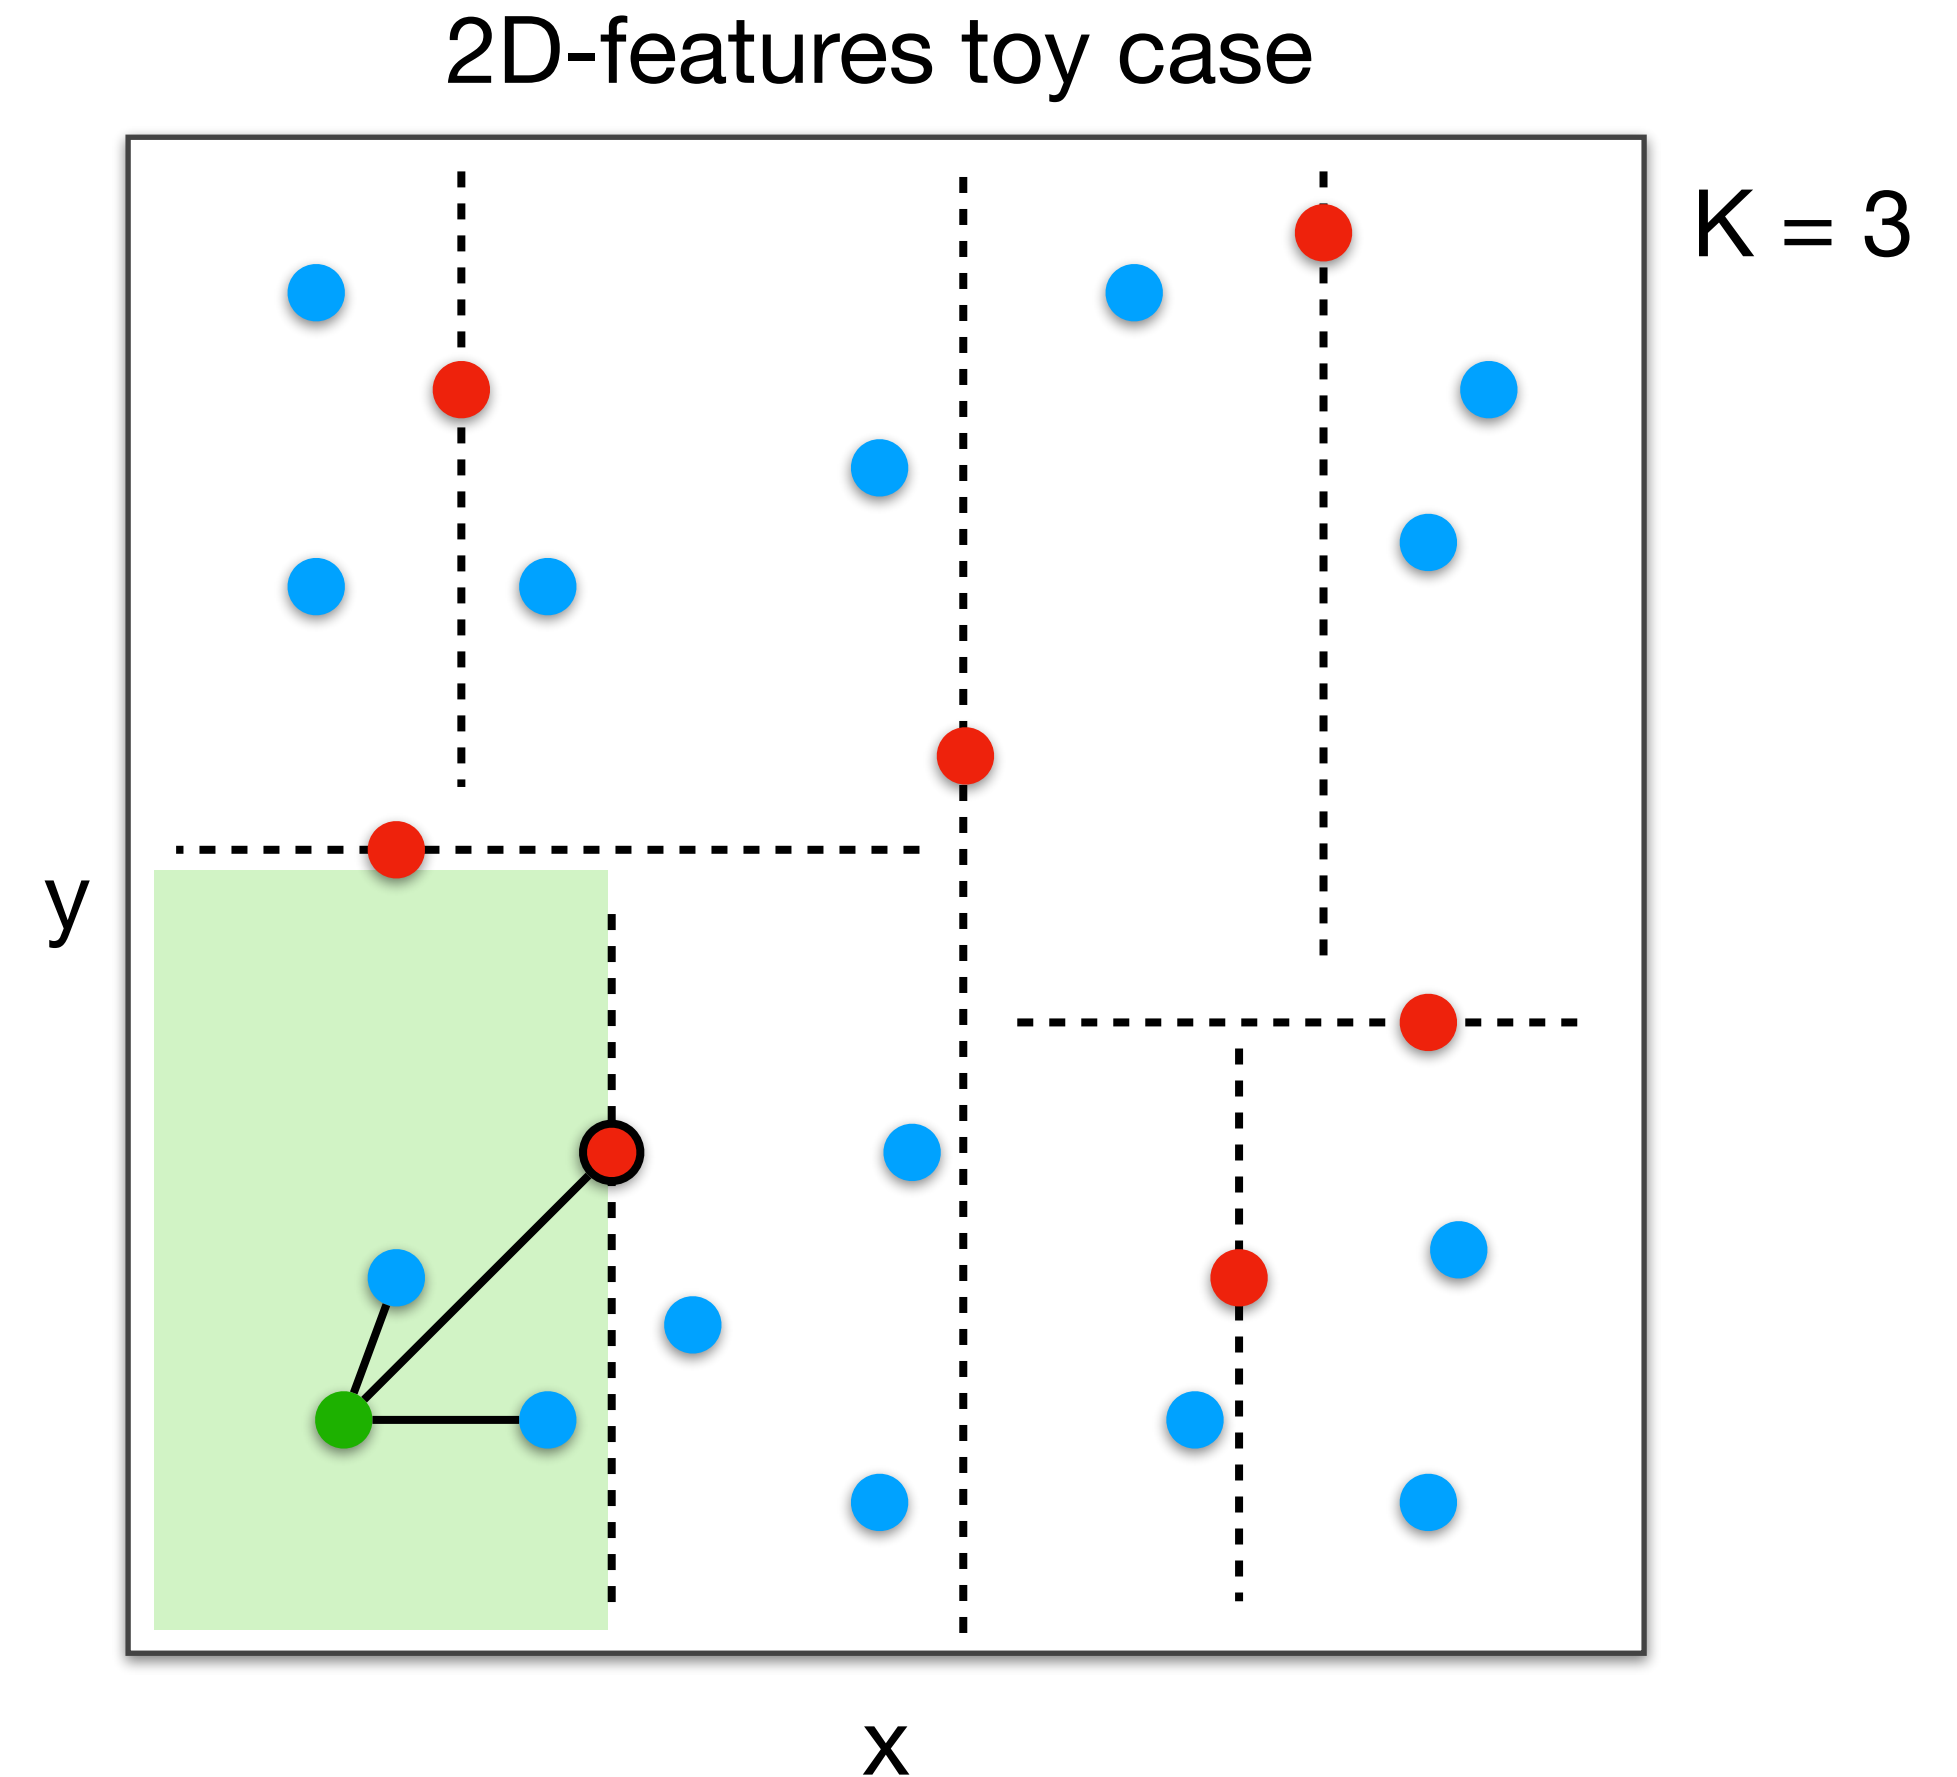 2D-features toy case
K = 3
y
x